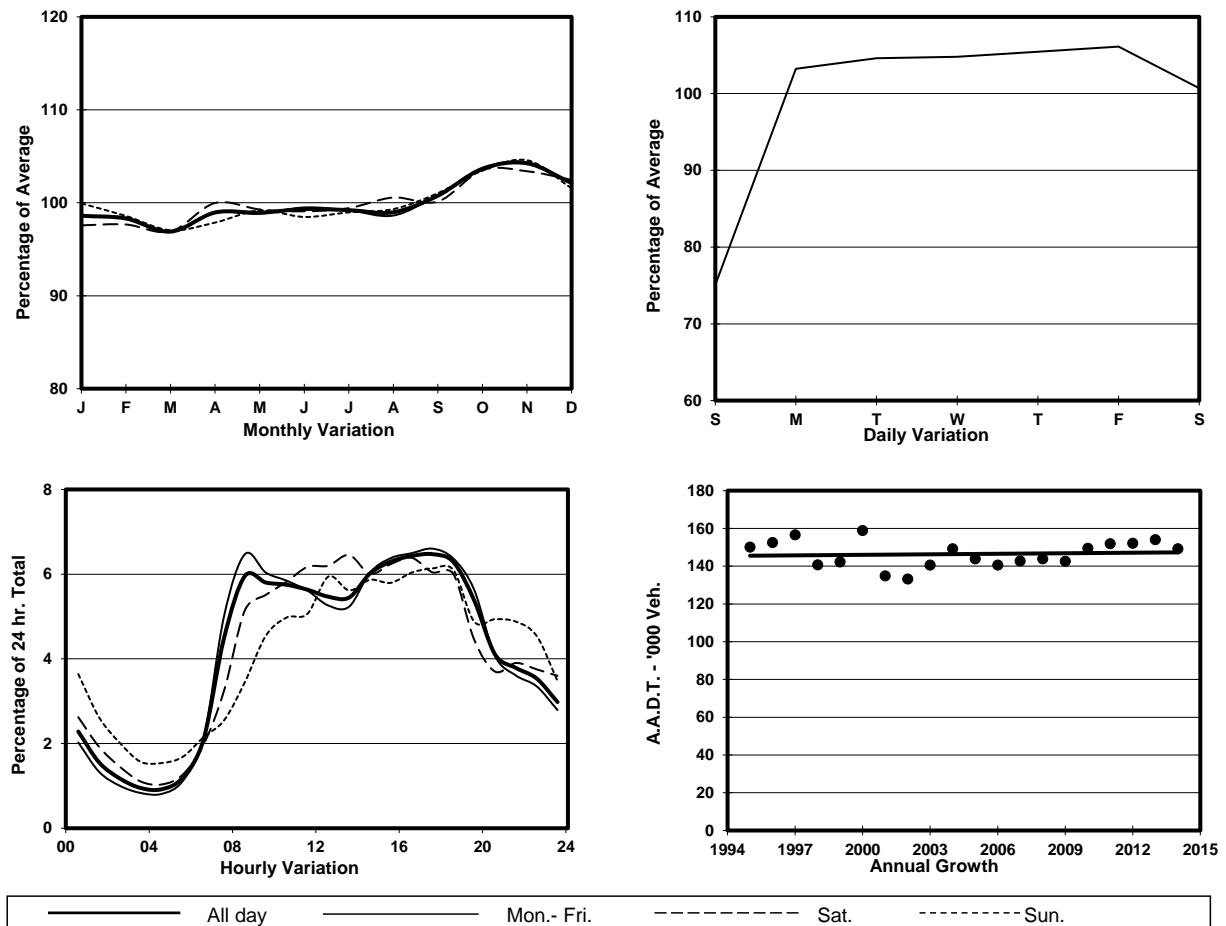 120
110
100
90
80
Percentage of Average
J F M A M J J A S O N D
Monthly Variation
110
100
90
80
70
60
Percentage of Average
S M T W T F S
Daily Variation
8
6
4
2
0
Percentage of 24 hr. Total
00 04 08 12 16 20 24
Hourly Variation
180
160
140
120
100
80
60
40
20
0
A.A.D.T. - '000 Veh.
1994 1997 2000 2003 2006 2009 2012 2015
Annual Growth
All day Mon.- Fri. Sat. Sun.